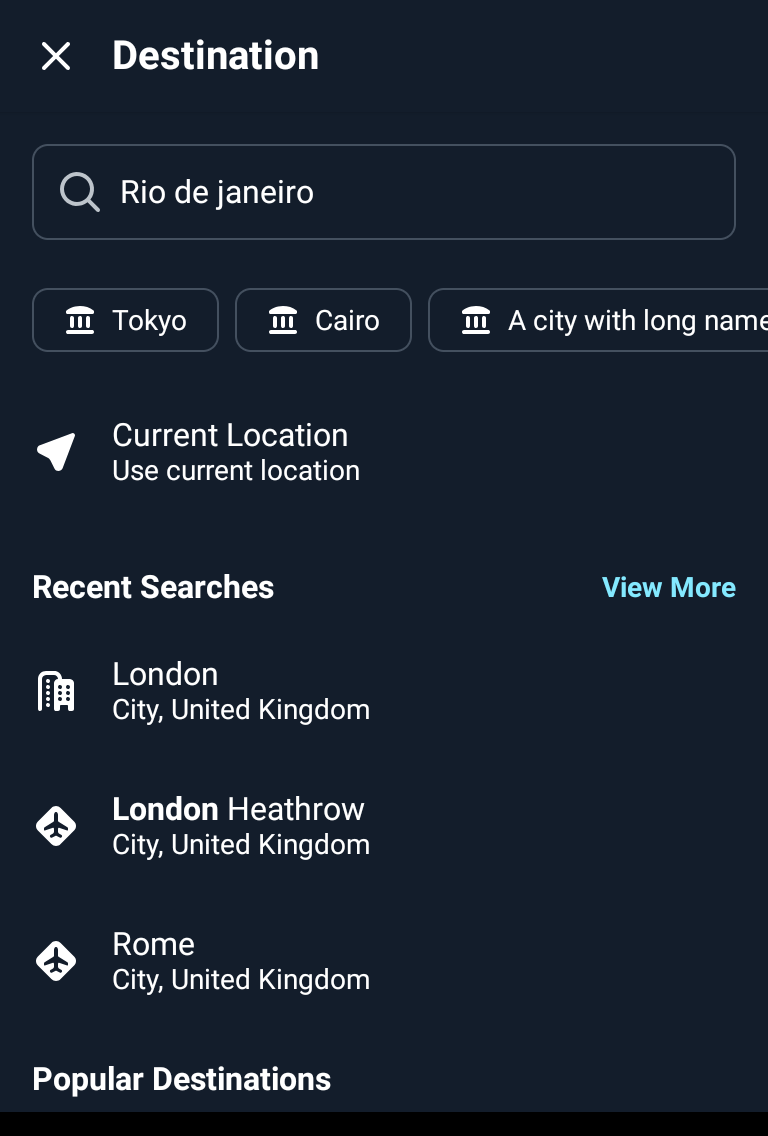 Destination
Rio de janeiro
Tokyo
Cairo
A city with long name
Current Location
Use current location
Recent Searches
View More
London
City, United Kingdom
London Heathrow
City, United Kingdom
Rome
City, United Kingdom
Popular Destinations